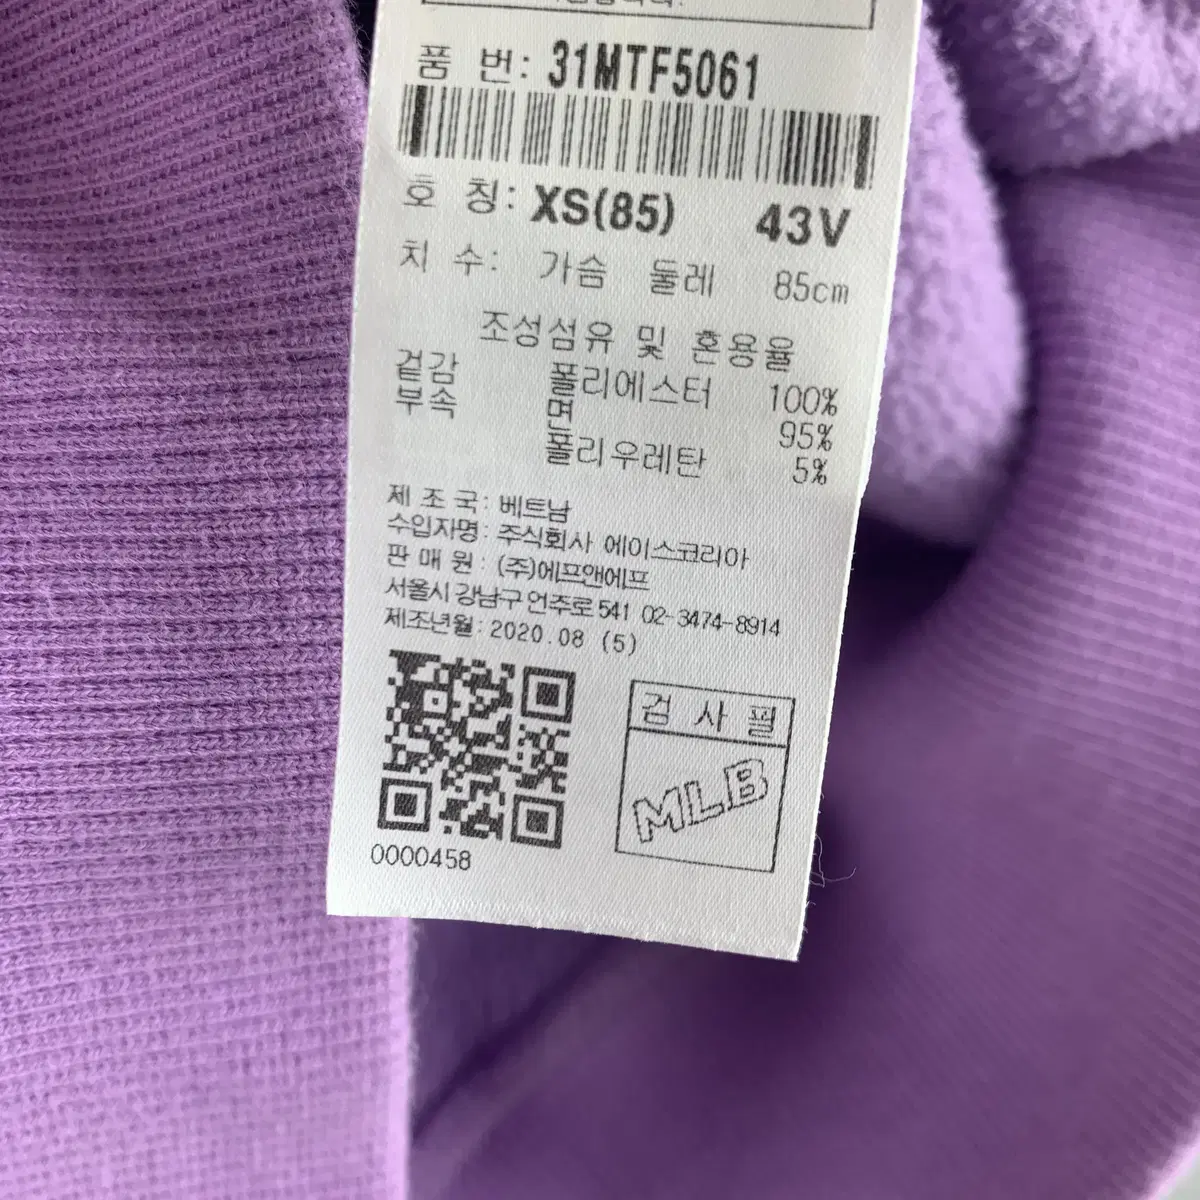 품 번: 31MTF5061
호 칭: XS(85) 43V
치 수: 가슴 둘레 85cm
조성섬유 및 혼용율
겉감 폴리에스터 100%
부속 면 95%
폴리우레탄 5%
제 조 국: 베트남
수입자명: 주식회사 에이스코리아
판 매 원: (주)에프앤에프
서울시 강남구 언주로 541 02-3474-8914
제조년월: 2020.08 (5)
검 사 필
MLB
0000458